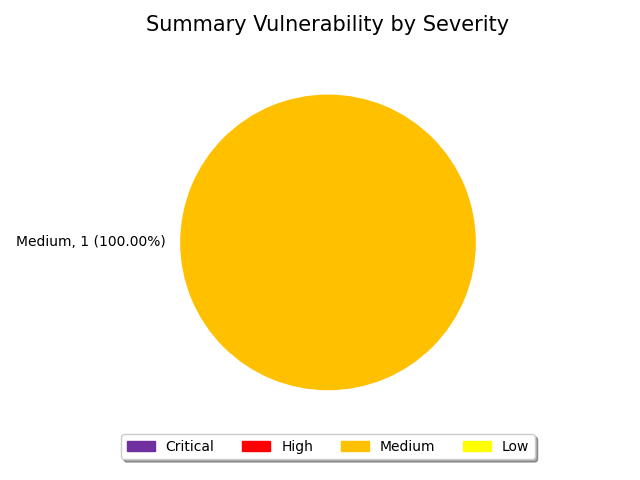 Summary Vulnerability by Severity
Medium, 1 (100.00%)
Critical High Medium Low